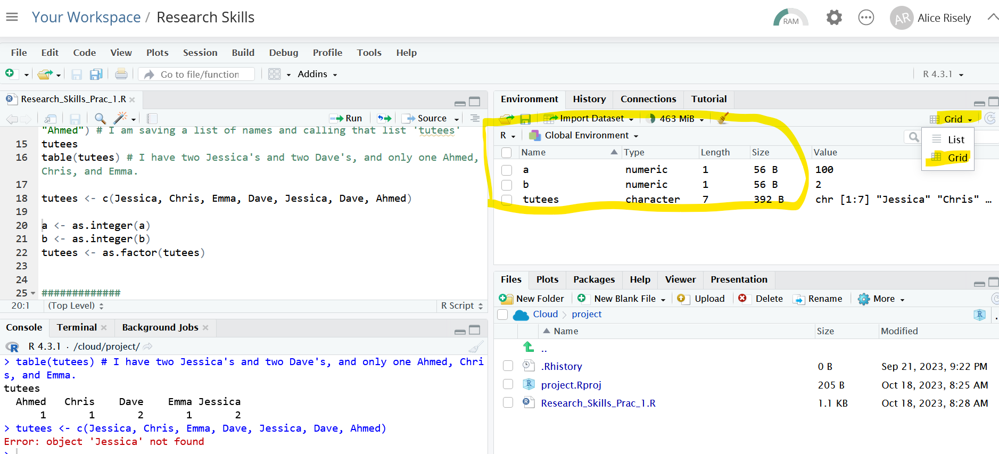 Your Workspace / Research Skills
RAM
AR Alice Risely
File Edit Code View Plots Session Build Debug Profile Tools Help
Go to file/function Addins R 4.3.1
Research_Skills_Prac_1.R
Run Source
"Ahmed") # I am saving a list of names and calling that list 'tutees'
15 tutees
16 table(tutees) # I have two Jessica's and two Dave's, and only one Ahmed,
Chris, and Emma.
17
18 tutees <- c(Jessica, Chris, Emma, Dave, Jessica, Dave, Ahmed)
19
20 a <- as.integer(a)
21 b <- as.integer(b)
22 tutees <- as.factor(tutees)
23
24
25 #############
20:1 (Top Level) R Script
Console Terminal Background Jobs
R 4.3.1 · /cloud/project/
> table(tutees) # I have two Jessica's and two Dave's, and only one Ahmed, Chri
s, and Emma.
tutees
Ahmed Chris Dave Emma Jessica
1 1 2 1 2
> tutees <- c(Jessica, Chris, Emma, Dave, Jessica, Dave, Ahmed)
Error: object 'Jessica' not found
>
Environment History Connections Tutorial
Import Dataset 463 MiB Grid
R Global Environment
List
Grid
Name Type Length Size Value
a numeric 1 56 B 100
b numeric 1 56 B 2
tutees character 7 392 B chr [1:7] "Jessica" "Chris" …
Files Plots Packages Help Viewer Presentation
New Folder New Blank File Upload Delete Rename More
Cloud project
Name Size Modified
..
.Rhistory 0 B Sep 21, 2023, 9:22 PM
project.Rproj 205 B Oct 18, 2023, 8:25 AM
Research_Skills_Prac_1.R 1.1 KB Oct 18, 2023, 8:28 AM